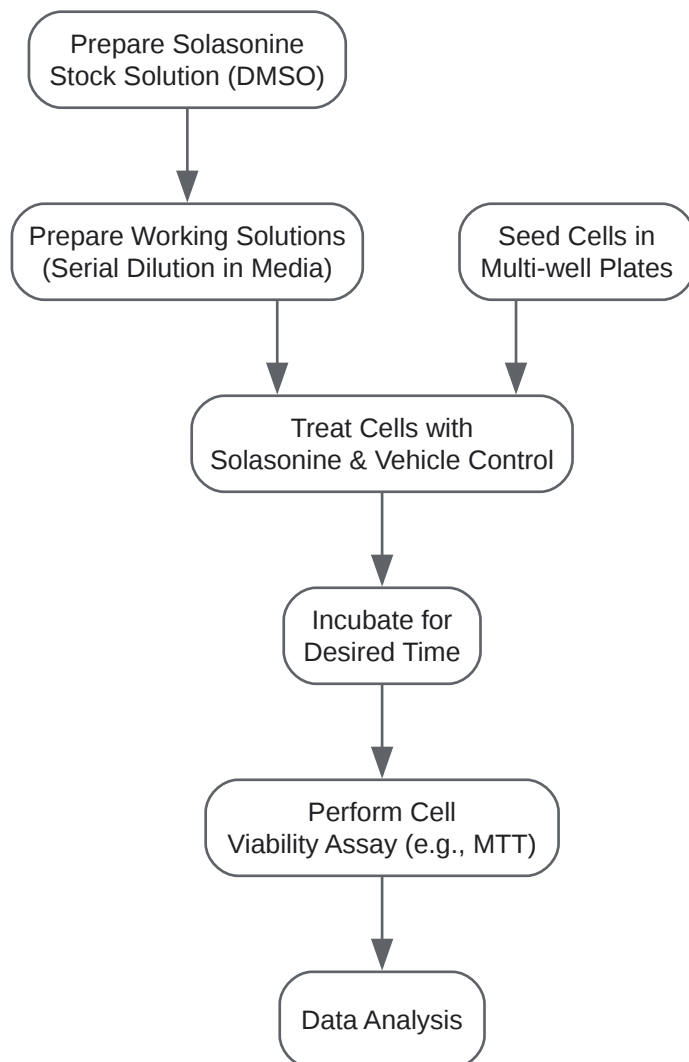 Prepare Solasonine
Stock Solution (DMSO)
Prepare Working Solutions
(Serial Dilution in Media)
Seed Cells in
Multi-well Plates
Treat Cells with
Solasonine & Vehicle Control
Incubate for
Desired Time
Perform Cell
Viability Assay (e.g., MTT)
Data Analysis